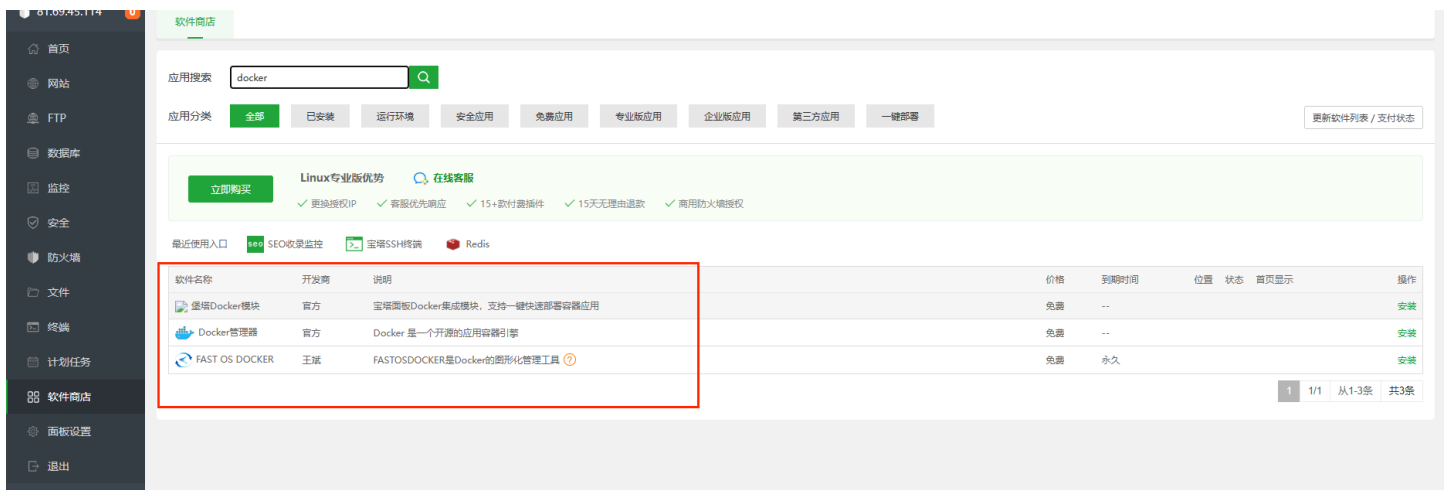 81.69.45.114 0
软件商店
首页
网站
FTP
数据库
监控
安全
防火墙
文件
终端
计划任务
软件商店
面板设置
退出
应用搜索 docker
应用分类 全部 已安装 运行环境 安全应用 免费应用 专业版应用 企业版应用 第三方应用 一键部署 更新软件列表 / 支付状态
立即购买 Linux专业版优势 在线客服
更换授权IP 客服优先响应 15+款付费插件 15天无理由退款 商用防火墙授权
最近使用入口 seo SEO收录监控 宝塔SSH终端 Redis
软件名称 开发商 说明 价格 到期时间 位置 状态 首页显示 操作
堡塔Docker模块 官方 宝塔面板Docker集成模块，支持一键快速部署容器应用 免费 -- 安装
Docker管理器 官方 Docker 是一个开源的应用容器引擎 免费 -- 安装
FAST OS DOCKER 王斌 FASTOSDOCKER是Docker的图形化管理工具 ? 免费 永久 安装
1 1/1 从1-3条 共3条